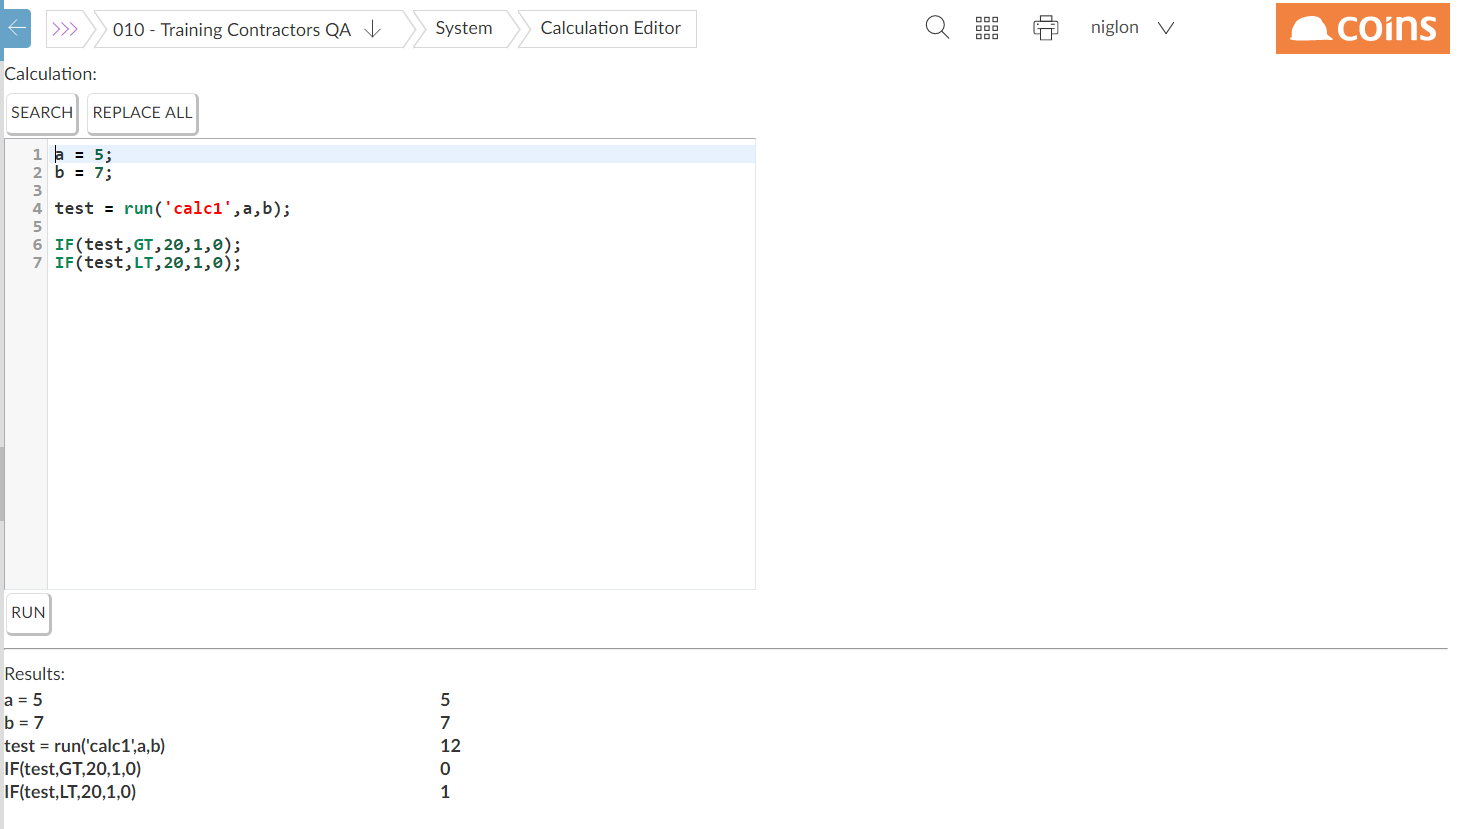 010 - Training Contractors QA
System
Calculation Editor
niglon
coins
Calculation:
SEARCH
REPLACE ALL
1 a = 5;
2 b = 7;
3
4 test = run('calc1',a,b);
5
6 IF(test,GT,20,1,0);
7 IF(test,LT,20,1,0);
RUN
Results:
a = 5 5
b = 7 7
test = run('calc1',a,b) 12
IF(test,GT,20,1,0) 0
IF(test,LT,20,1,0) 1